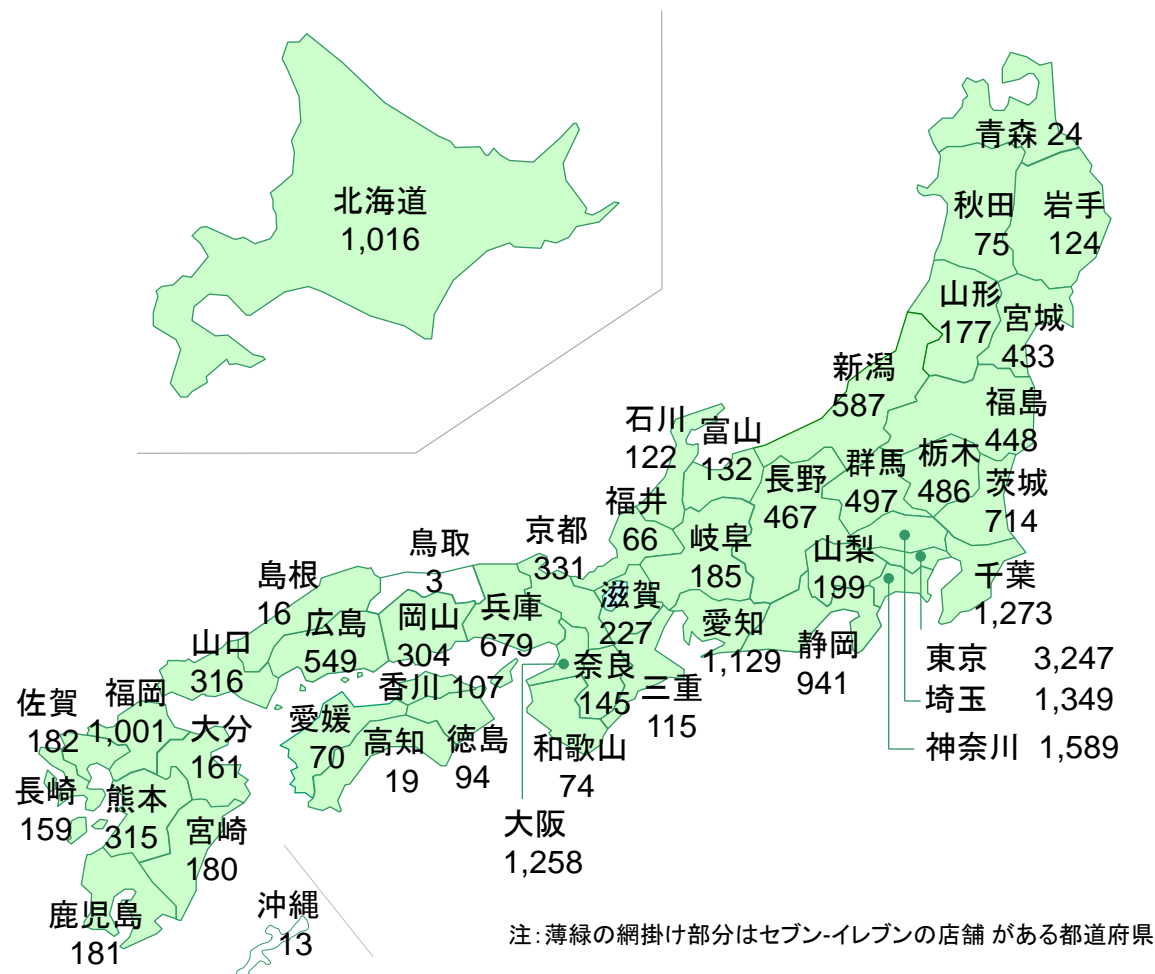 北海道
1,016
青森 24
秋田
75
岩手
124
山形
177
宮城
433
新潟
587
福島
448
石川
122
富山
132
長野
467
群馬
497
栃木
486
茨城
714
福井
66
岐阜
185
山梨
199
千葉
1,273
鳥取
3
京都
331
島根
16
広島
549
岡山
304
兵庫
679
滋賀
227
愛知
1,129
静岡
941
東京 3,247
埼玉 1,349
神奈川 1,589
山口
316
香川 107
奈良
145
三重
115
佐賀
182
福岡
1,001
大分
161
愛媛
70
高知
19
徳島
94
和歌山
74
長崎
159
熊本
315
宮崎
180
大阪
1,258
鹿児島
181
沖縄
13
注：薄緑の網掛け部分はセブン-イレブンの店舗 がある都道府県